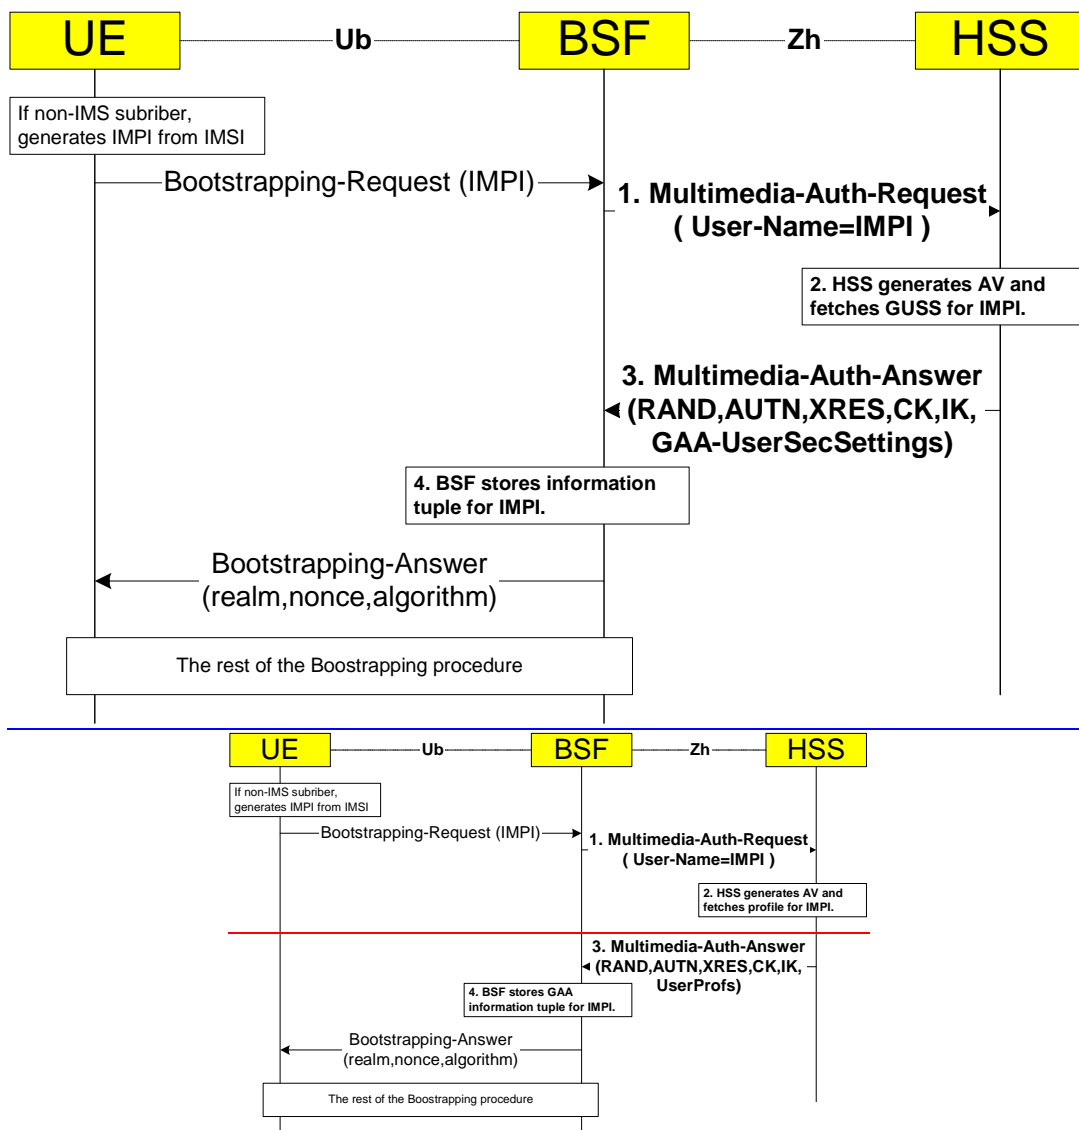 UE Ub BSF Zh HSS
If non-IMS subriber,
generates IMPI from IMSI
Bootstrapping-Request (IMPI)
1. Multimedia-Auth-Request
( User-Name=IMPI )
2. HSS generates AV and
fetches GUSS for IMPI.
3. Multimedia-Auth-Answer
(RAND,AUTN,XRES,CK,IK,
GAA-UserSecSettings)
4. BSF stores information
tuple for IMPI.
Bootstrapping-Answer
(realm,nonce,algorithm)
The rest of the Boostrapping procedure
UE Ub BSF Zh HSS
If non-IMS subriber,
generates IMPI from IMSI
Bootstrapping-Request (IMPI)
1. Multimedia-Auth-Request
( User-Name=IMPI )
2. HSS generates AV and
fetches profile for IMPI.
3. Multimedia-Auth-Answer
(RAND,AUTN,XRES,CK,IK,
UserProfs)
4. BSF stores GAA
information tuple for IMPI.
Bootstrapping-Answer
(realm,nonce,algorithm)
The rest of the Boostrapping procedure